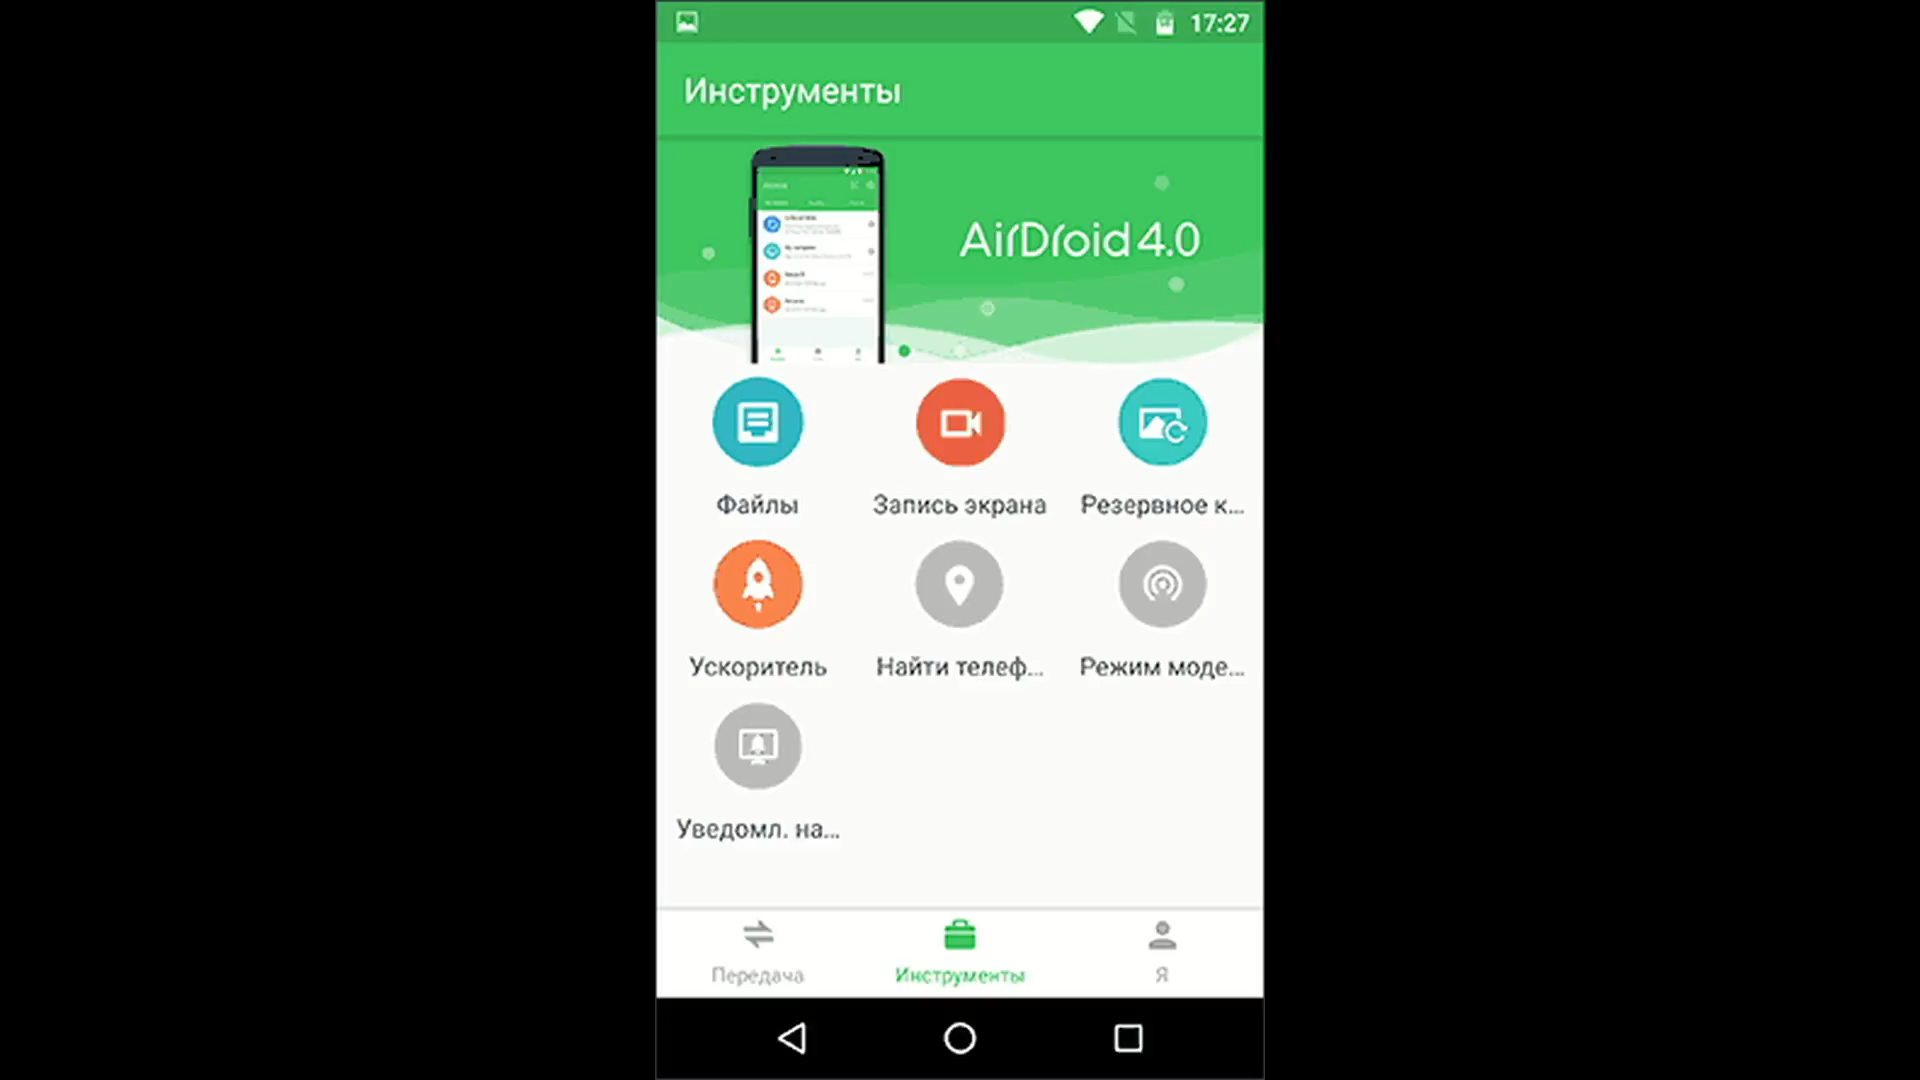 17:27
Инструменты
AirDroid 4.0
Файлы
Запись экрана
Резервное к...
Ускоритель
Найти телеф...
Режим моде...
Уведомл. на...
Передача
Инструменты
Я